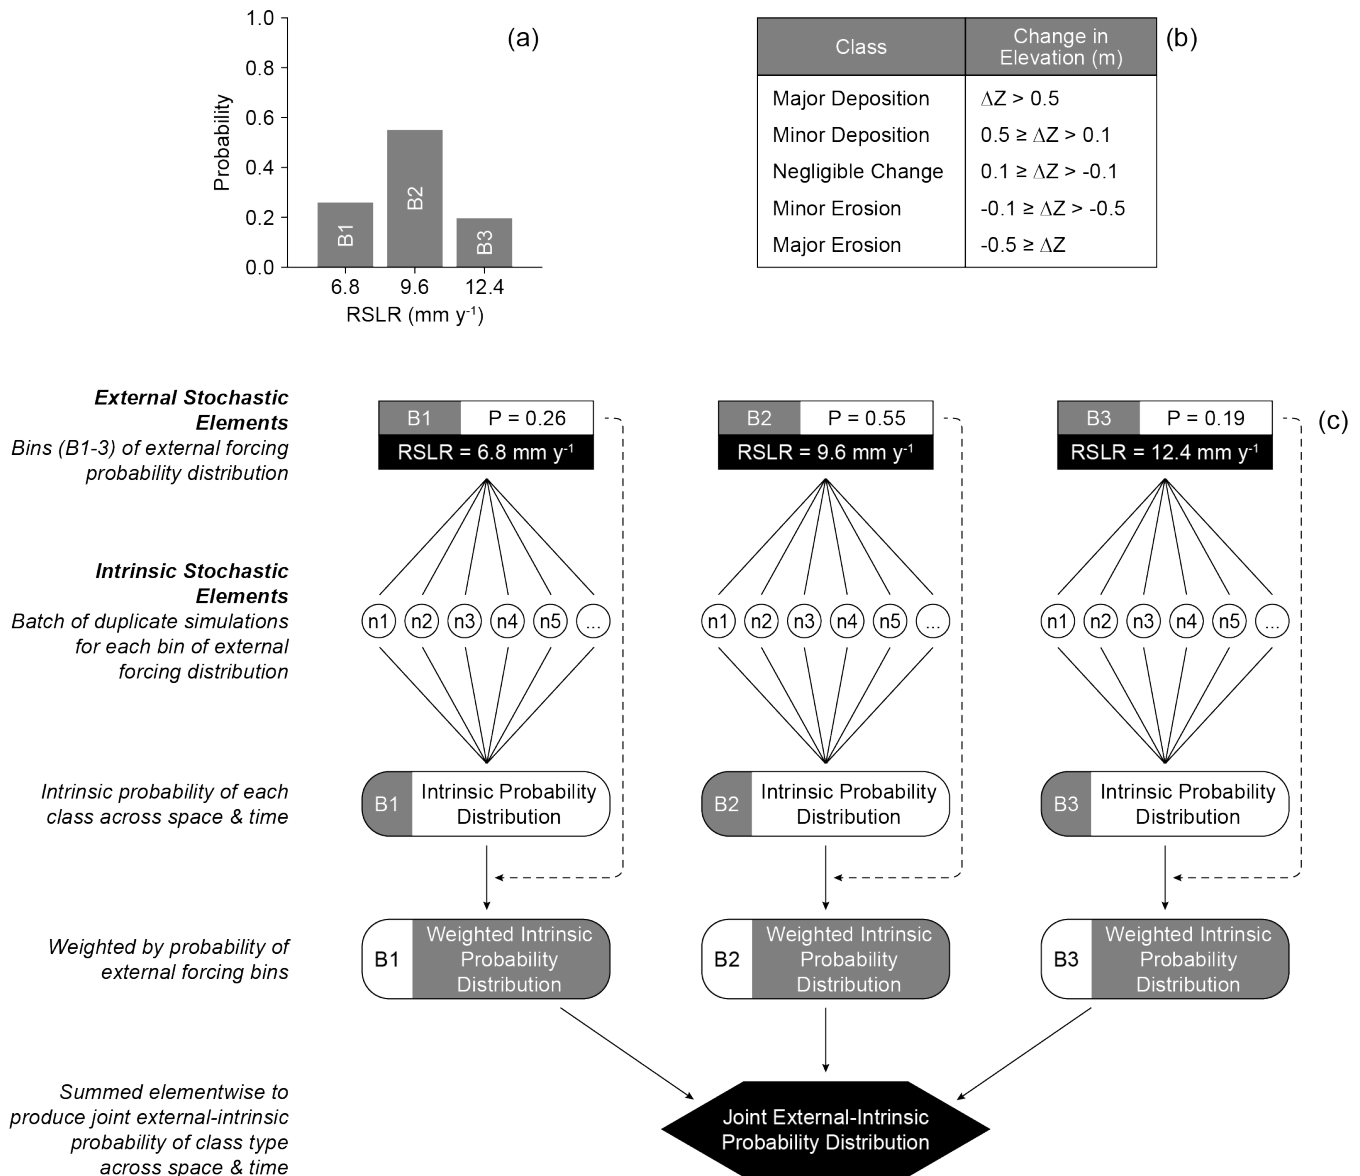 (a)
1.0
0.8
0.6
0.4
0.2
0.0
Probability
B1
B2
B3
6.8 9.6 12.4
RSLR (mm y⁻¹)
(b)
Class Change in
Elevation (m)
Major Deposition ΔZ > 0.5
Minor Deposition 0.5 ≥ ΔZ > 0.1
Negligible Change 0.1 ≥ ΔZ > -0.1
Minor Erosion -0.1 ≥ ΔZ > -0.5
Major Erosion -0.5 ≥ ΔZ
(c)
External Stochastic
Elements
Bins (B1-3) of external forcing
probability distribution
B1 P = 0.26
RSLR = 6.8 mm y⁻¹
B2 P = 0.55
RSLR = 9.6 mm y⁻¹
B3 P = 0.19
RSLR = 12.4 mm y⁻¹
Intrinsic Stochastic
Elements
Batch of duplicate simulations
for each bin of external
forcing distribution
n1 n2 n3 n4 n5 ...
n1 n2 n3 n4 n5 ...
n1 n2 n3 n4 n5 ...
Intrinsic probability of each
class across space & time
B1 Intrinsic Probability
Distribution
B2 Intrinsic Probability
Distribution
B3 Intrinsic Probability
Distribution
Weighted by probability of
external forcing bins
B1 Weighted Intrinsic
Probability
Distribution
B2 Weighted Intrinsic
Probability
Distribution
B3 Weighted Intrinsic
Probability
Distribution
Summed elementwise to
produce joint external-intrinsic
probability of class type
across space & time
Joint External-Intrinsic
Probability Distribution